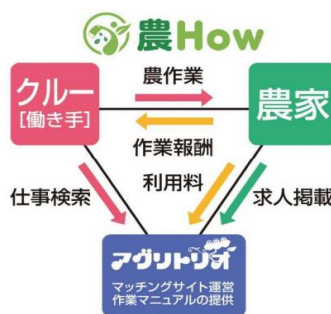 農How
クルー
[働き手]
農作業
農家
作業報酬
仕事検索
利用料
求人掲載
アグリトリオ
マッチングサイト運営
作業マニュアルの提供